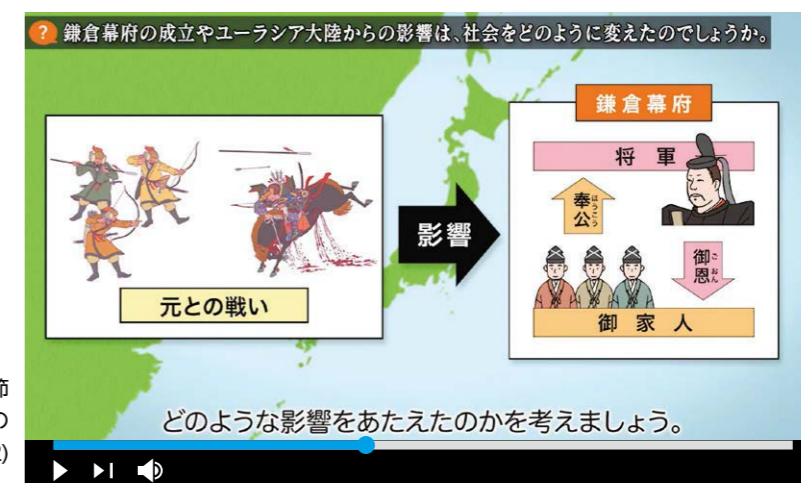 ? 鎌倉幕府の成立やユーラシア大陸からの影響は、社会をどのように変えたのでしょうか。
鎌倉幕府
将軍
奉公
ほうこう
影響
御恩
ごおん
元との戦い
御家人
節
の
どのような影響をあたえたのかを考えましょう。
)